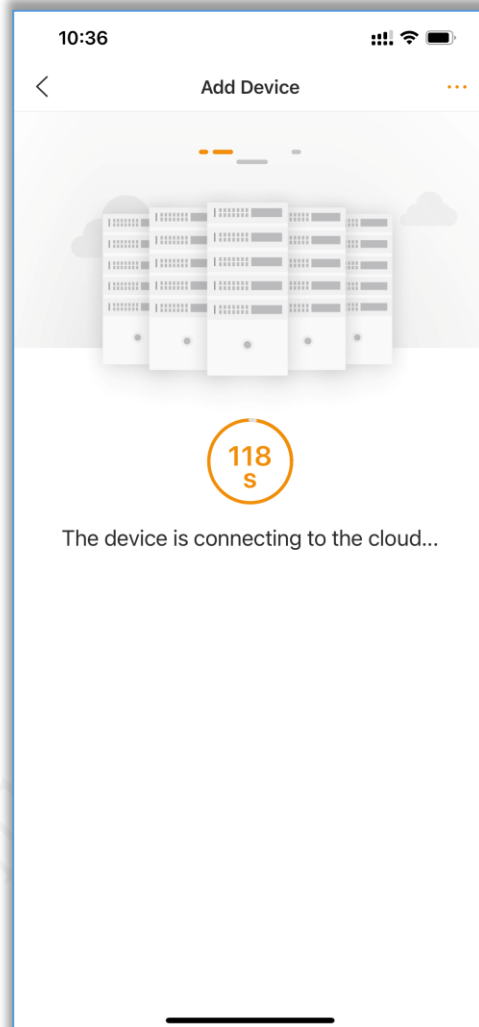 10:36
Add Device
118
s
The device is connecting to the cloud...